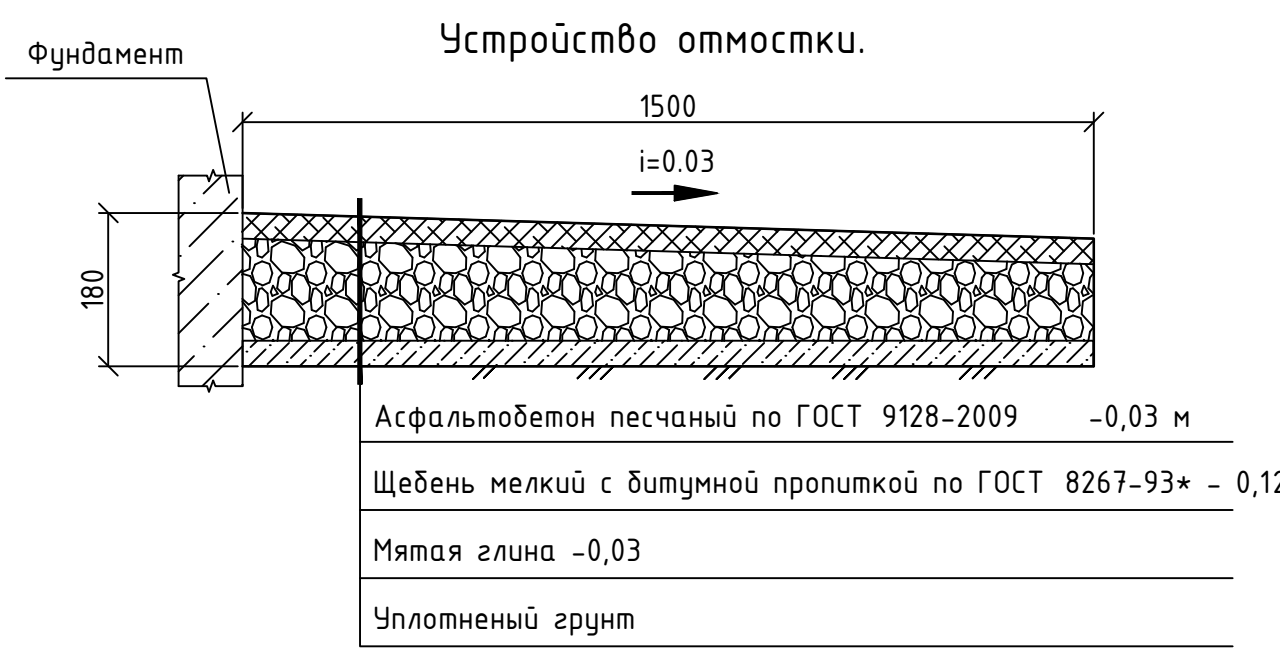 Устройство отмостки.
Фундамент
1500
i=0.03
180
Асфальтобетон песчаный по ГОСТ 9128-2009 -0,03 м
Щебень мелкий с битумной пропиткой по ГОСТ 8267-93* - 0,12
Мятая глина -0,03
Уплотненый грунт